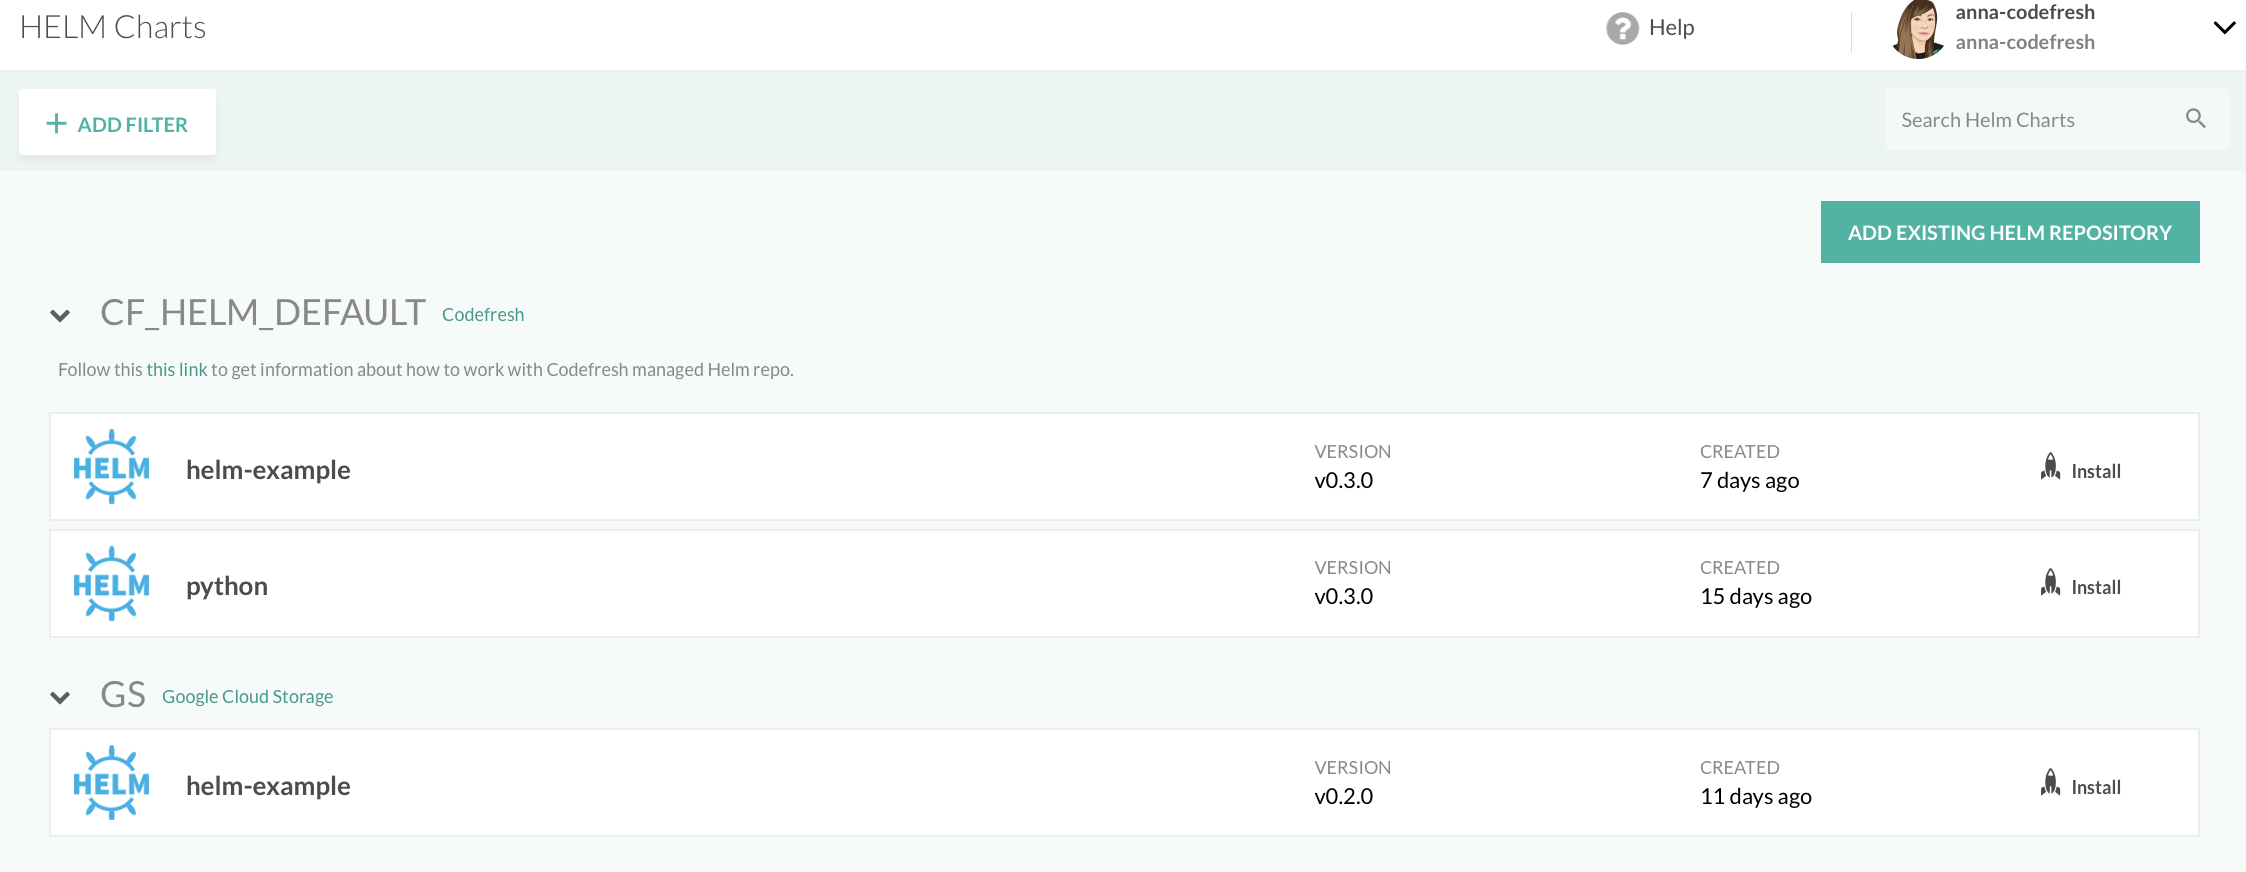 HELM Charts
Help
anna-codefresh
anna-codefresh
ADD FILTER
Search Helm Charts
ADD EXISTING HELM REPOSITORY
CF_HELM_DEFAULT Codefresh
Follow this this link to get information about how to work with Codefresh managed Helm repo.
HELM
helm-example
VERSION
v0.3.0
CREATED
7 days ago
Install
HELM
python
VERSION
v0.3.0
CREATED
15 days ago
Install
GS Google Cloud Storage
HELM
helm-example
VERSION
v0.2.0
CREATED
11 days ago
Install